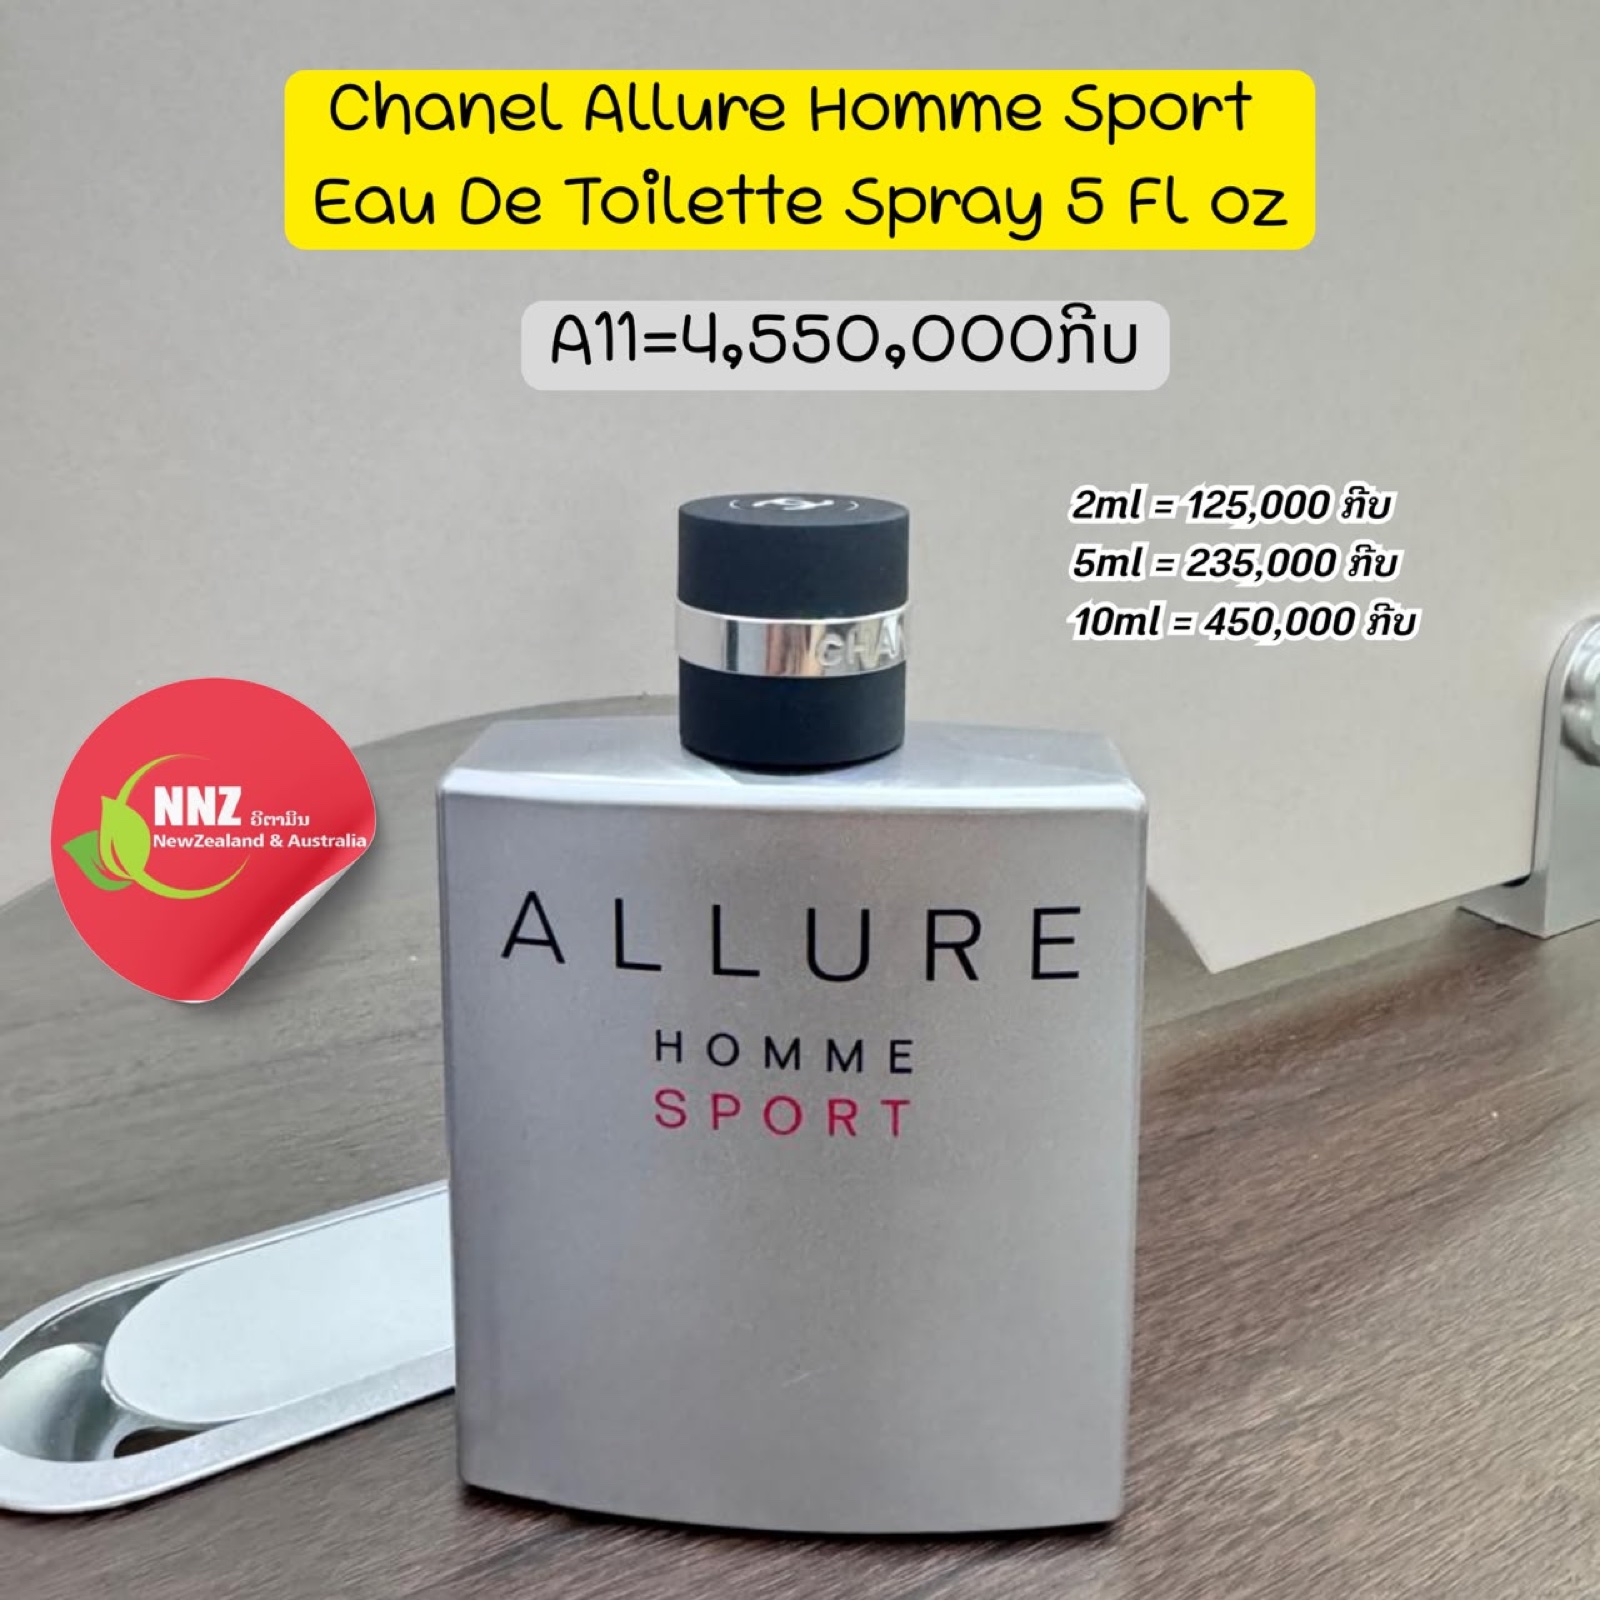 Chanel Allure Homme Sport
Eau De Toilette Spray 5 Fl oz
A11=4,550,000ກີບ
2ml = 125,000 ກີບ
5ml = 235,000 ກີບ
10ml = 450,000 ກີບ
NNZ ວິຕາມິນ
NewZealand & Australia
ALLURE
HOMME
SPORT